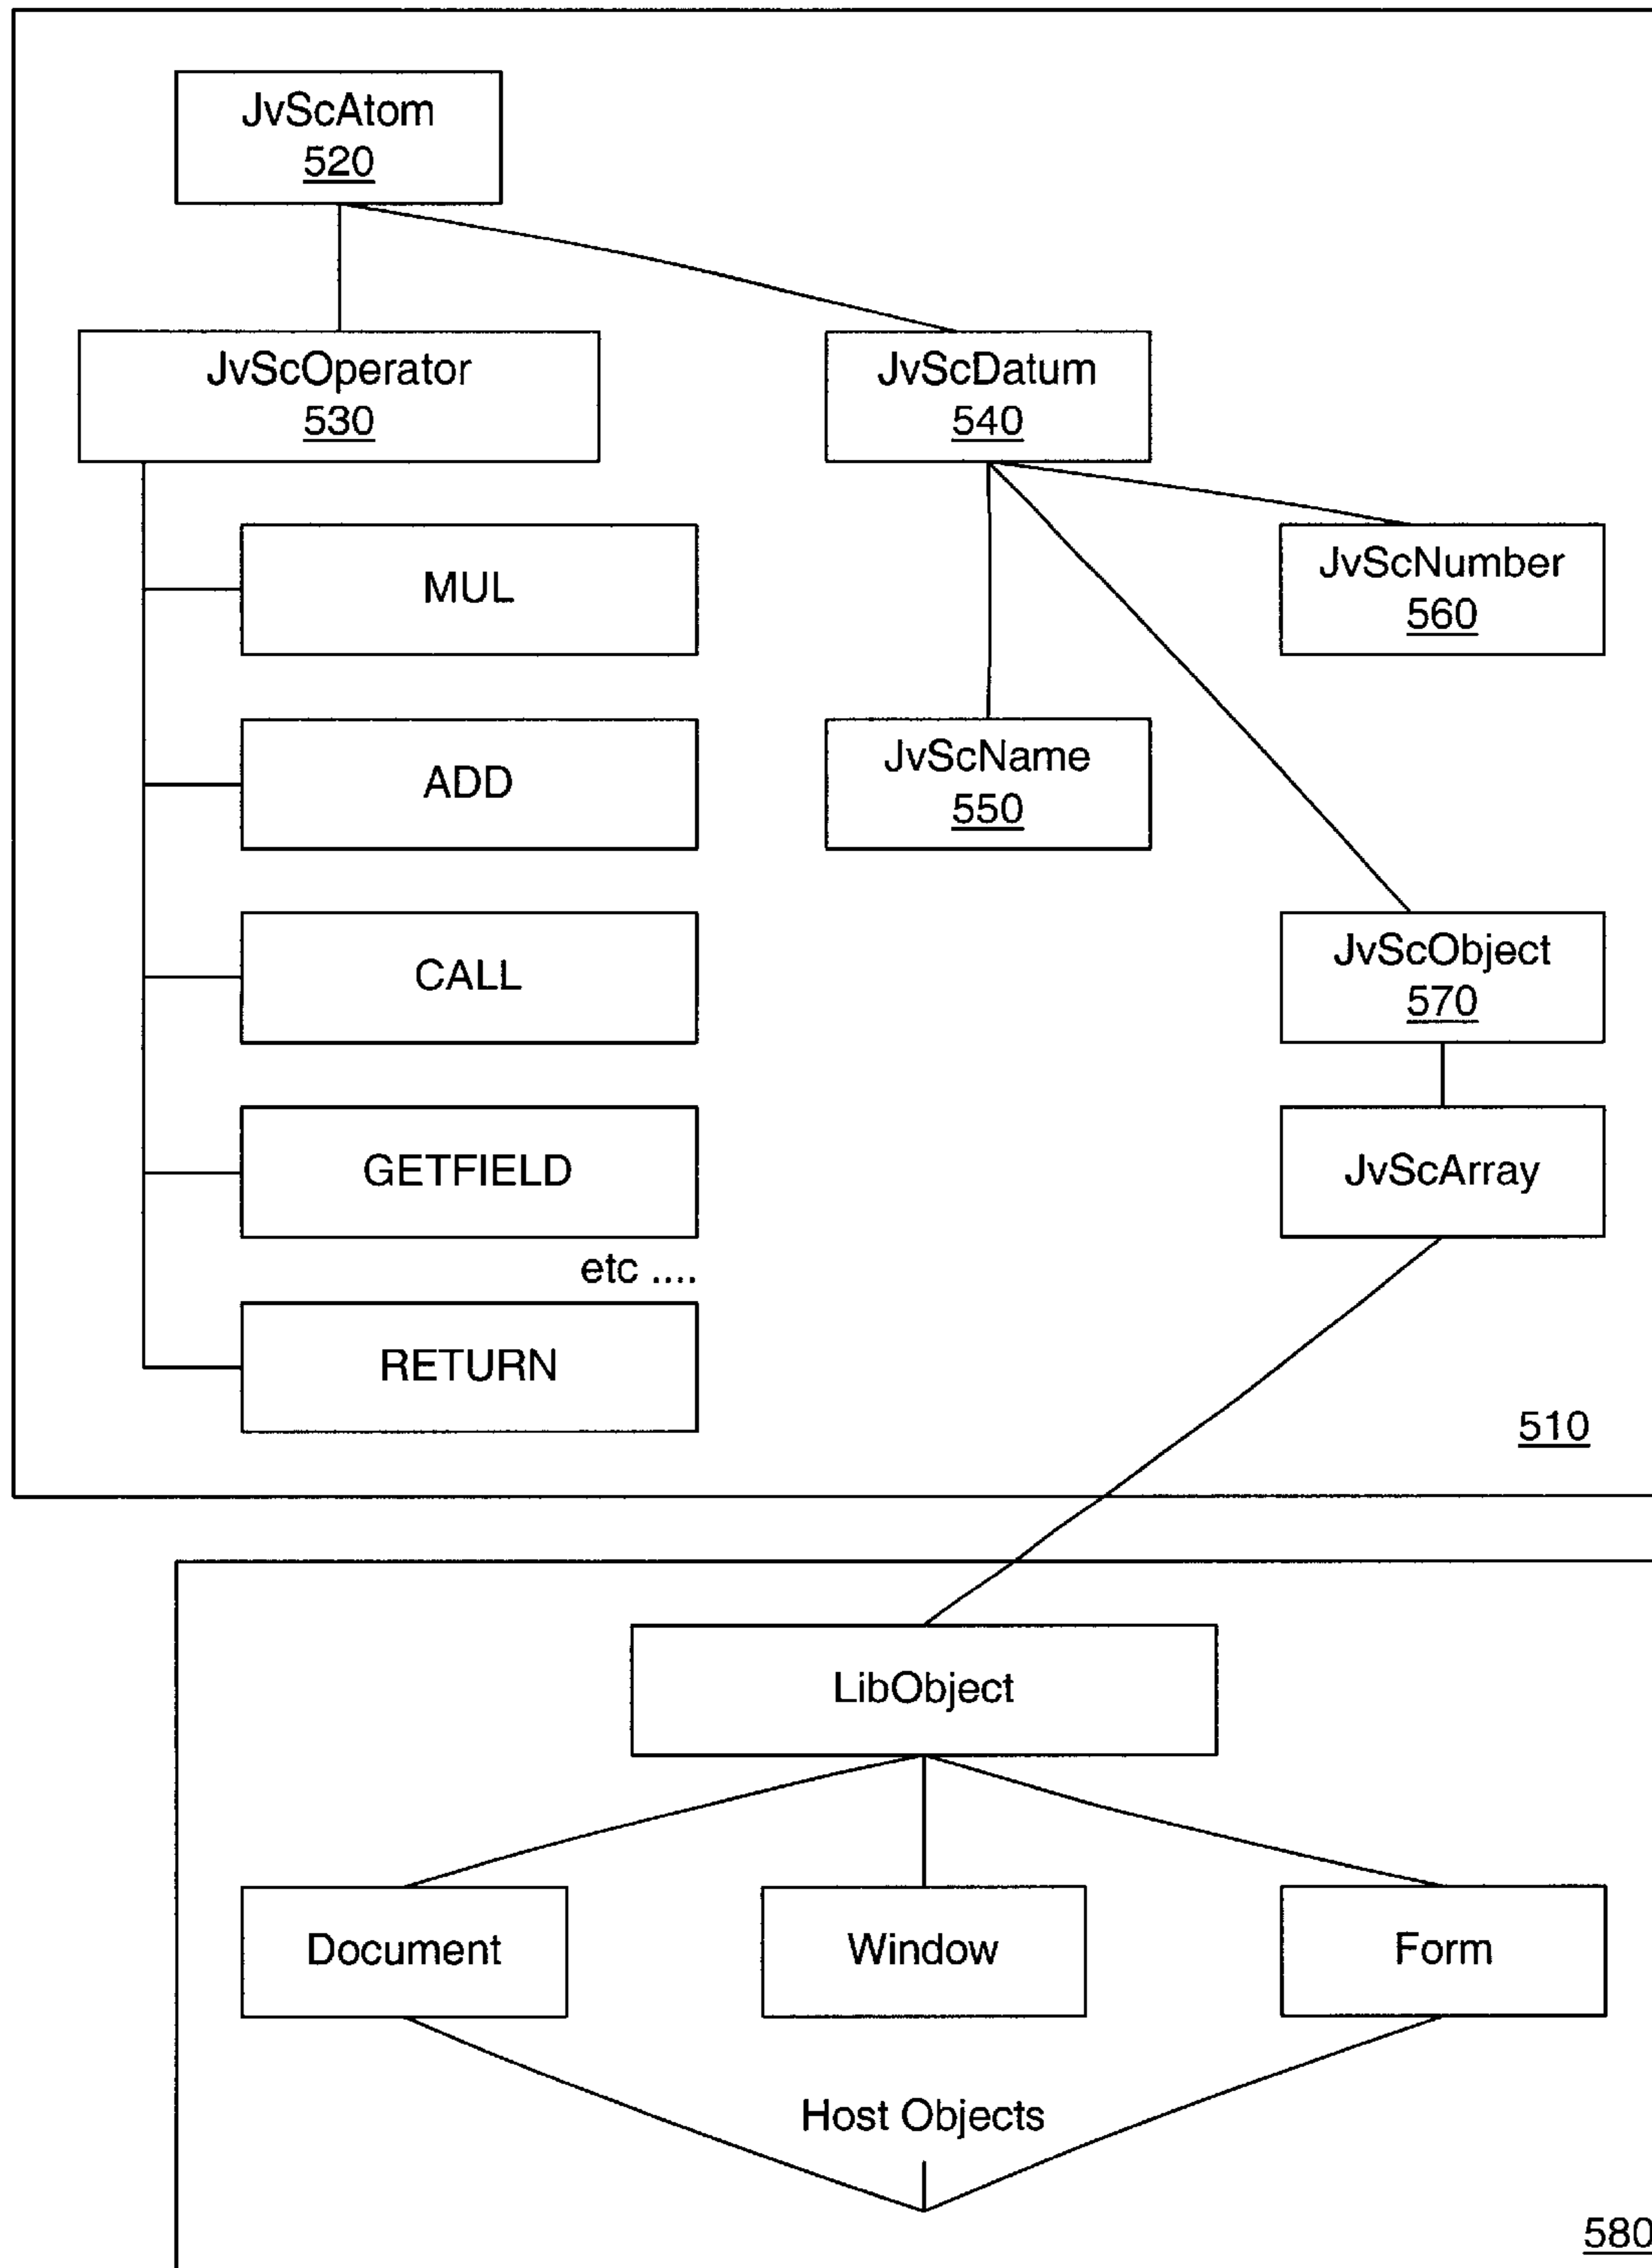 JvScAtom
520
JvScOperator
530
JvScDatum
540
MUL
JvScNumber
560
ADD
JvScName
550
CALL
JvScObject
570
GETFIELD
JvScArray
etc ....
RETURN
510
LibObject
Document
Window
Form
Host Objects
580